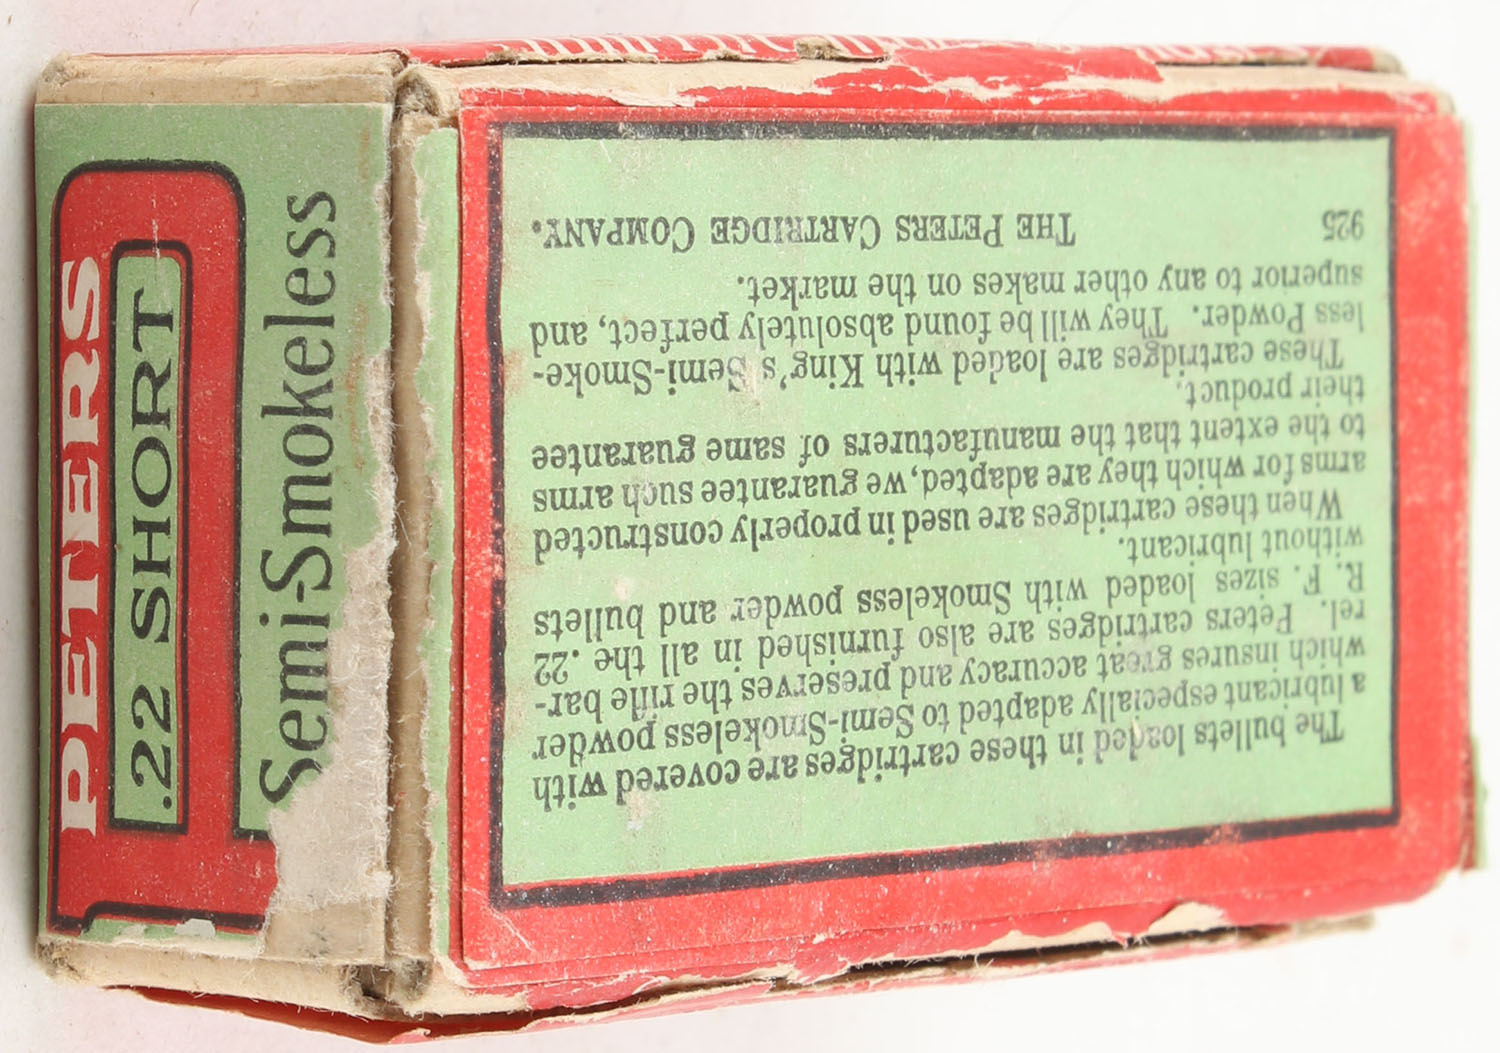 PETERS
.22 SHORT
Semi-Smokeless
The bullets loaded in these cartridges are covered with
a lubricant especially adapted to Semi-Smokeless powder
which insures great accuracy and preserves the rifle bar-
rel. Peters cartridges are also furnished in all the .22
R. F. sizes loaded with Smokeless powder and bullets
without lubricant.
When these cartridges are used in properly constructed
arms for which they are adapted, we guarantee such arms
to the extent that the manufacturers of same guarantee
their product.
These cartridges are loaded with King's Semi-Smoke-
less Powder. They will be found absolutely perfect, and,
superior to any other makes on the market.
925 THE PETERS CARTRIDGE COMPANY.